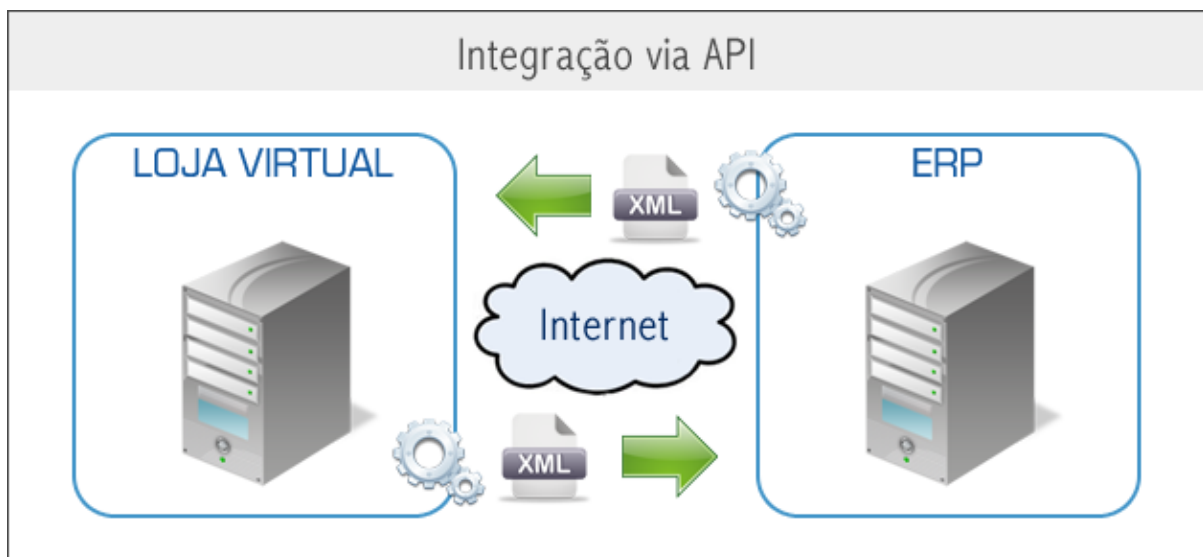 Integração via API
LOJA VIRTUAL
XML
ERP
Internet
XML